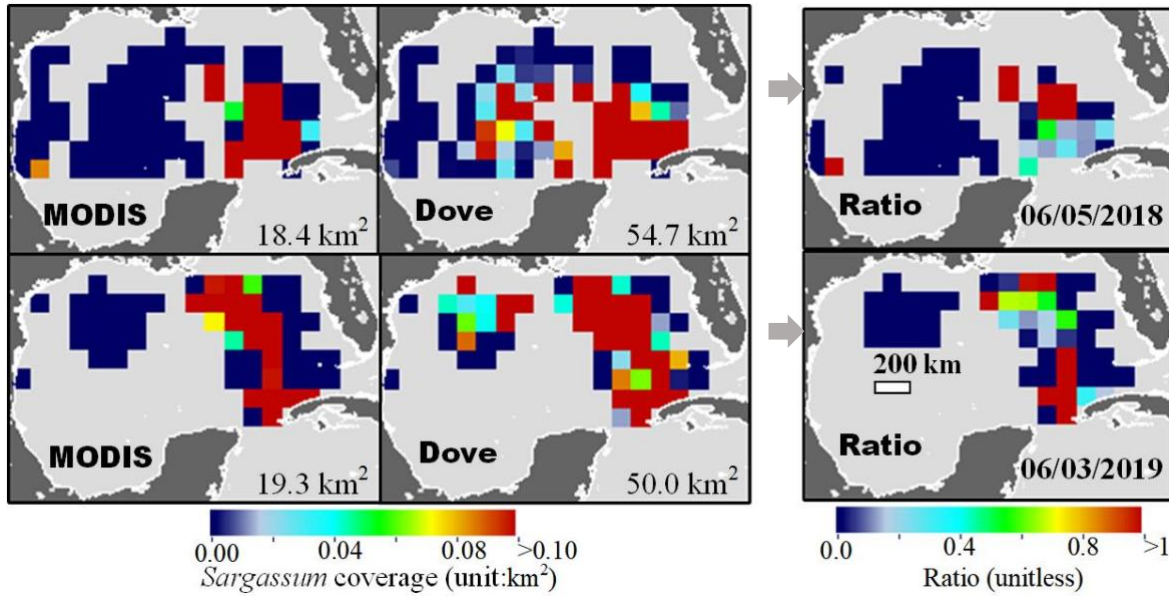 MODIS
18.4 km²
Dove
54.7 km²
Ratio
06/05/2018
MODIS
19.3 km²
Dove
50.0 km²
200 km
Ratio
06/03/2019
0.00 0.04 0.08 >0.10
Sargassum coverage (unit:km²)
0.0 0.4 0.8 >1
Ratio (unitless)